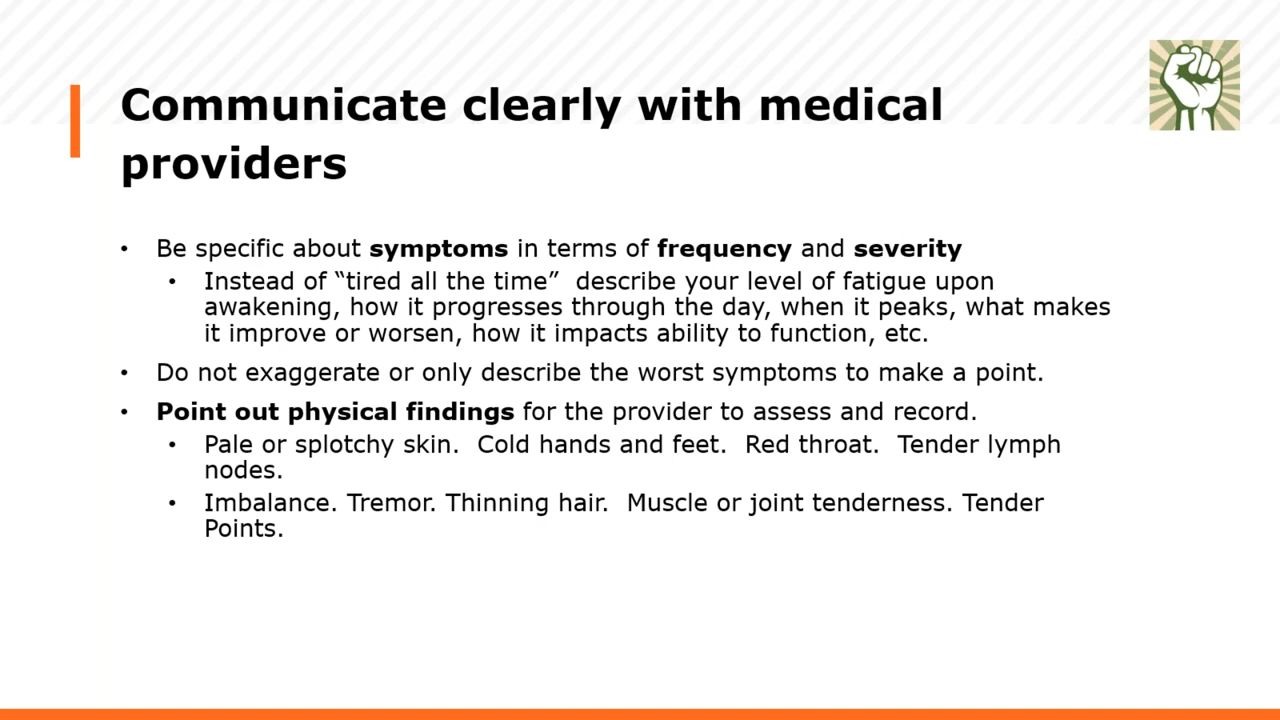 Communicate clearly with medical
providers
• Be specific about symptoms in terms of frequency and severity
• Instead of “tired all the time”  describe your level of fatigue upon
awakening, how it progresses through the day, when it peaks, what makes
it improve or worsen, how it impacts ability to function, etc.
• Do not exaggerate or only describe the worst symptoms to make a point.
• Point out physical findings for the provider to assess and record.
• Pale or splotchy skin.  Cold hands and feet.  Red throat.  Tender lymph
nodes.
• Imbalance. Tremor. Thinning hair.  Muscle or joint tenderness. Tender
Points.